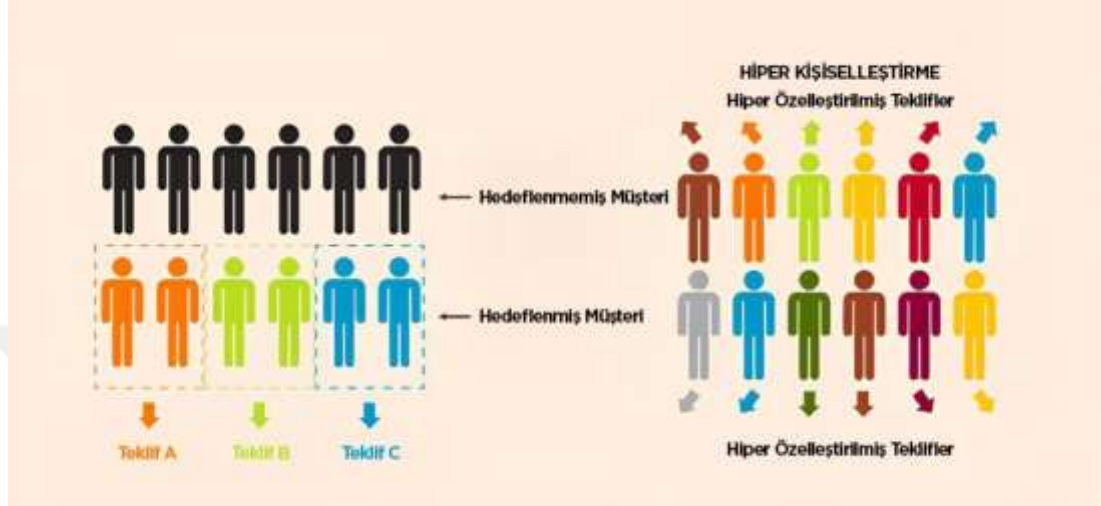 HİPER KİŞİSELLEŞTİRME
Hiper Özelleştirilmiş Teklifler
Hedeflenmemiş Müşteri
Hedeflenmiş Müşteri
Teklif A
Teklif B
Teklif C
Hiper Özelleştirilmiş Teklifler